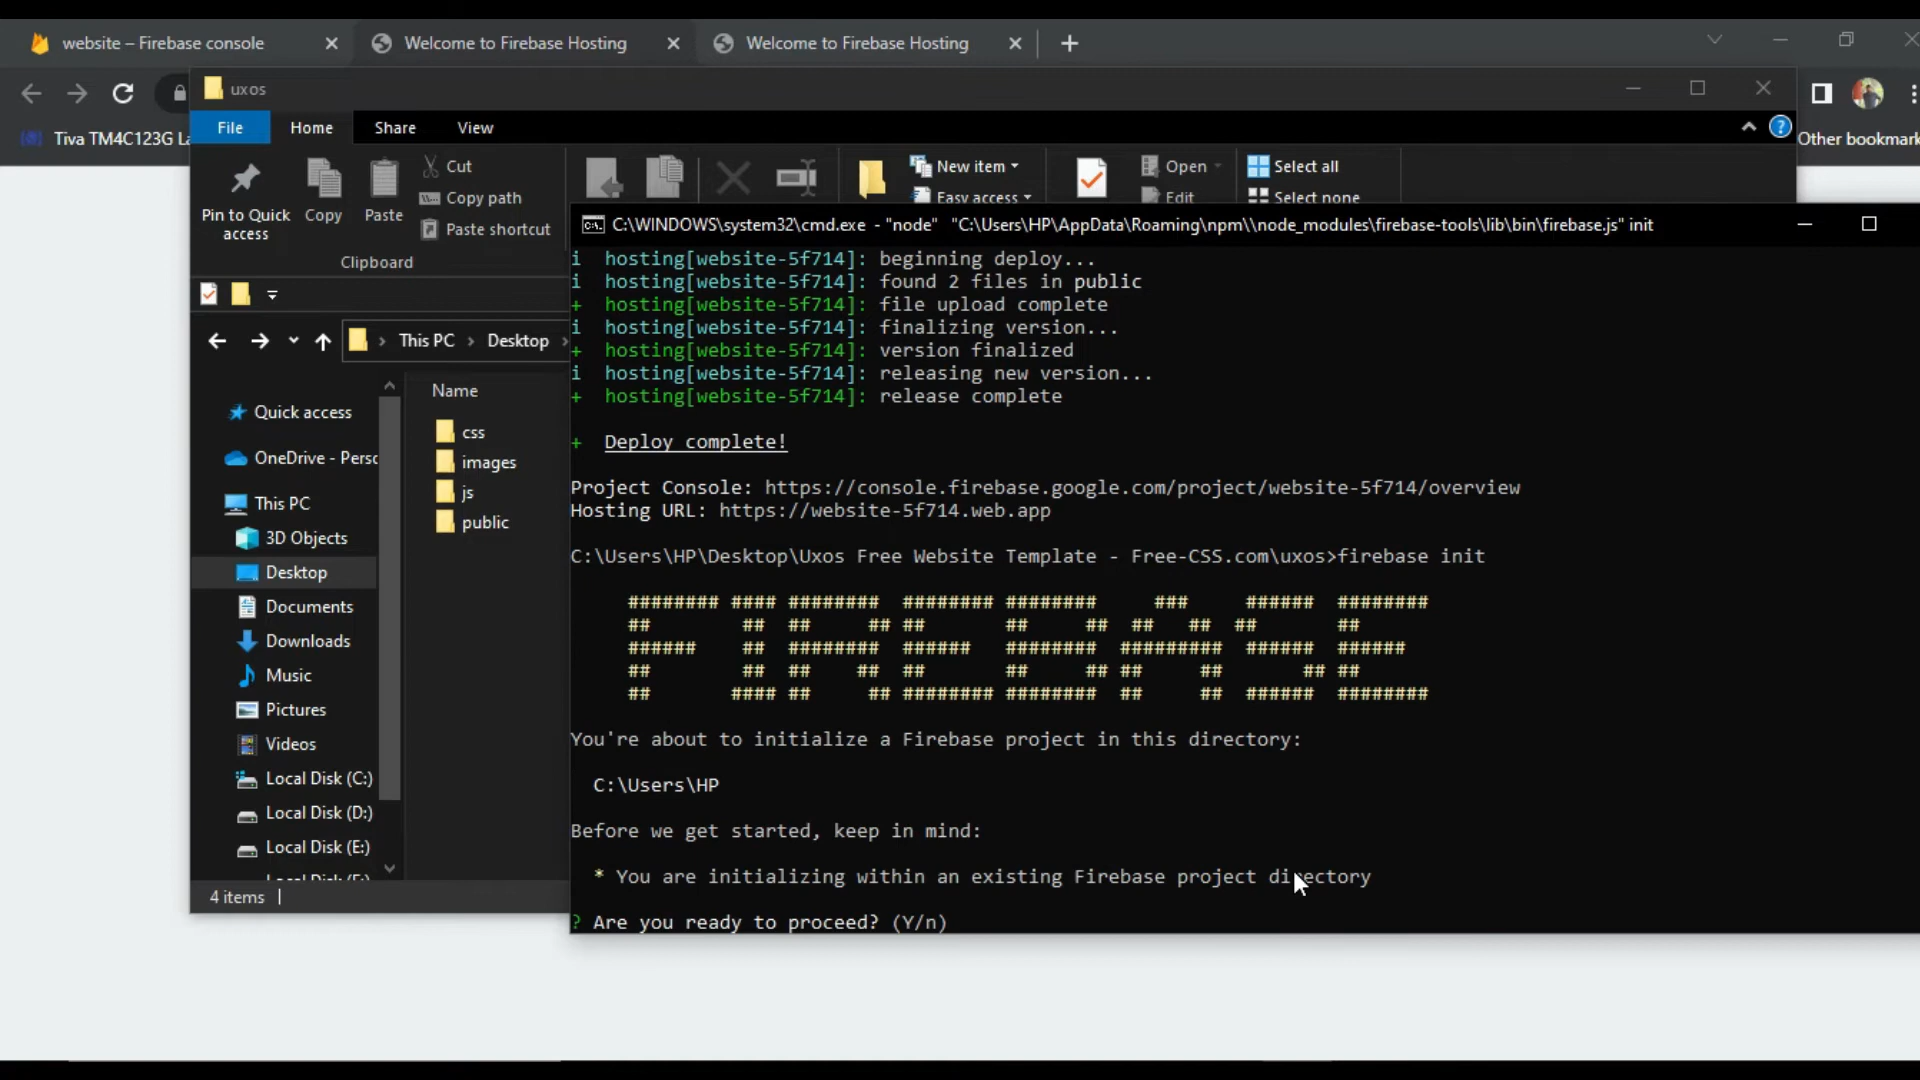 website – Firebase console
Welcome to Firebase Hosting
Welcome to Firebase Hosting
uxos
Tiva TM4C123G La
Other bookmark
File
Home
Share
View
Pin to Quick
access
Copy
Paste
Cut
Copy path
Paste shortcut
New item
Easy access
Open
Edit
Select all
Select none
Clipboard
This PC
Desktop
Name
Quick access
OneDrive - Perso
This PC
3D Objects
Desktop
Documents
Downloads
Music
Pictures
Videos
Local Disk (C:)
Local Disk (D:)
Local Disk (E:)
css
images
js
public
4 items
C:\WINDOWS\system32\cmd.exe - "node" "C:\Users\HP\AppData\Roaming\npm\\node_modules\firebase-tools\lib\bin\firebase.js" init
i hosting[website-5f714]: beginning deploy...
i hosting[website-5f714]: found 2 files in public
+ hosting[website-5f714]: file upload complete
i hosting[website-5f714]: finalizing version...
+ hosting[website-5f714]: version finalized
i hosting[website-5f714]: releasing new version...
+ hosting[website-5f714]: release complete
+ Deploy complete!
Project Console: https://console.firebase.google.com/project/website-5f714/overview
Hosting URL: https://website-5f714.web.app
C:\Users\HP\Desktop\Uxos Free Website Template - Free-CSS.com\uxos>firebase init
FIREBASE
You're about to initialize a Firebase project in this directory:
C:\Users\HP
Before we get started, keep in mind:
* You are initializing within an existing Firebase project directory
? Are you ready to proceed? (Y/n)